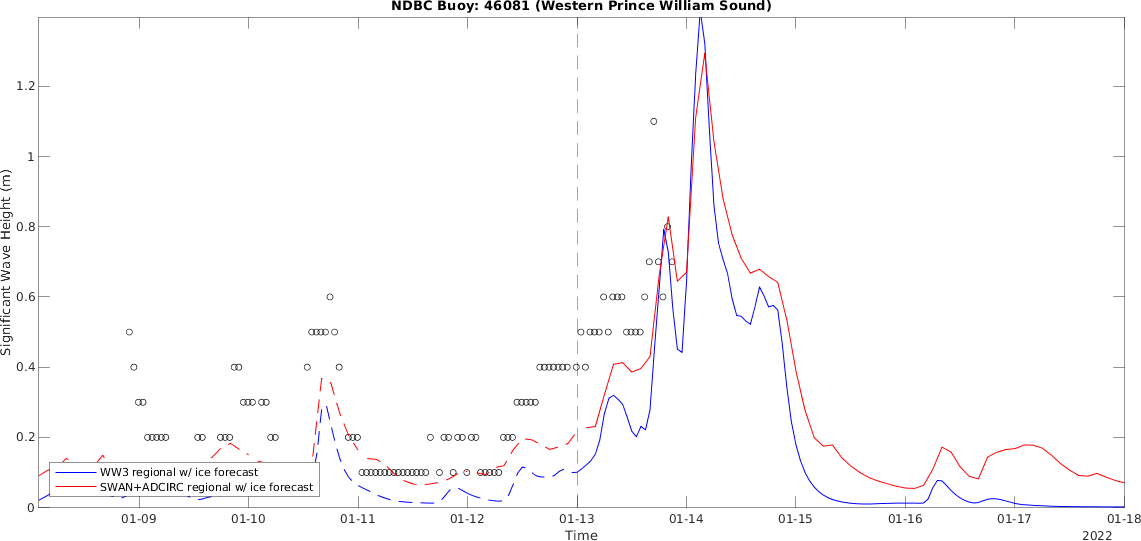 NDBC Buoy: 46081 (Western Prince William Sound)
Significant Wave Height (m)
1.2
1
0.8
0.6
0.4
0.2
0
WW3 regional w/ ice forecast
SWAN+ADCIRC regional w/ ice forecast
01-09 01-10 01-11 01-12 01-13 01-14 01-15 01-16 01-17 01-18
Time
2022